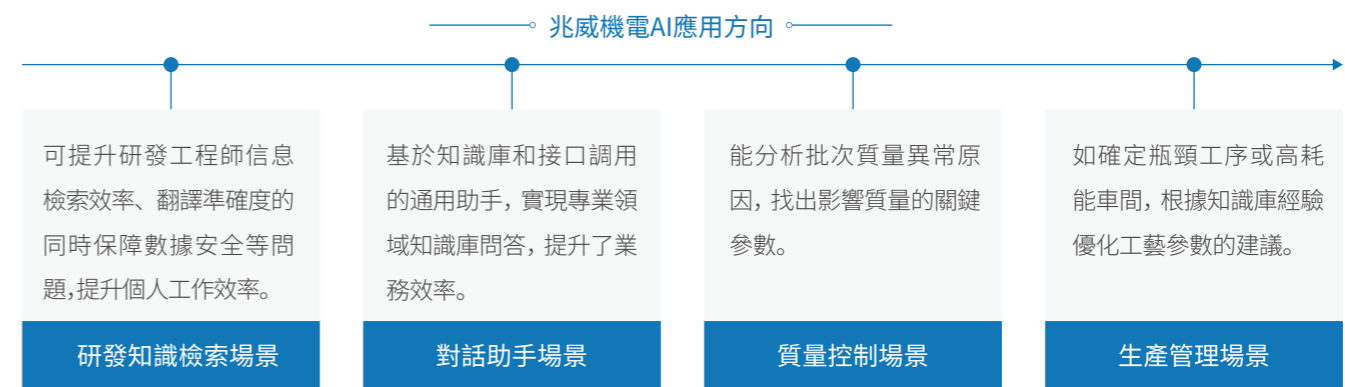 兆威機電AI應用方向
可提升研發工程師信息
檢索效率、翻譯準確度的
同時保障數據安全等問
題,提升個人工作效率。
研發知識檢索場景
基於知識庫和接口調用
的通用助手，實現專業領
域知識庫問答，提升了業
務效率。
對話助手場景
能分析批次質量異常原
因，找出影響質量的關鍵
參數。
質量控制場景
如確定瓶頸工序或高耗
能車間，根據知識庫經驗
優化工藝參數的建議。
生產管理場景